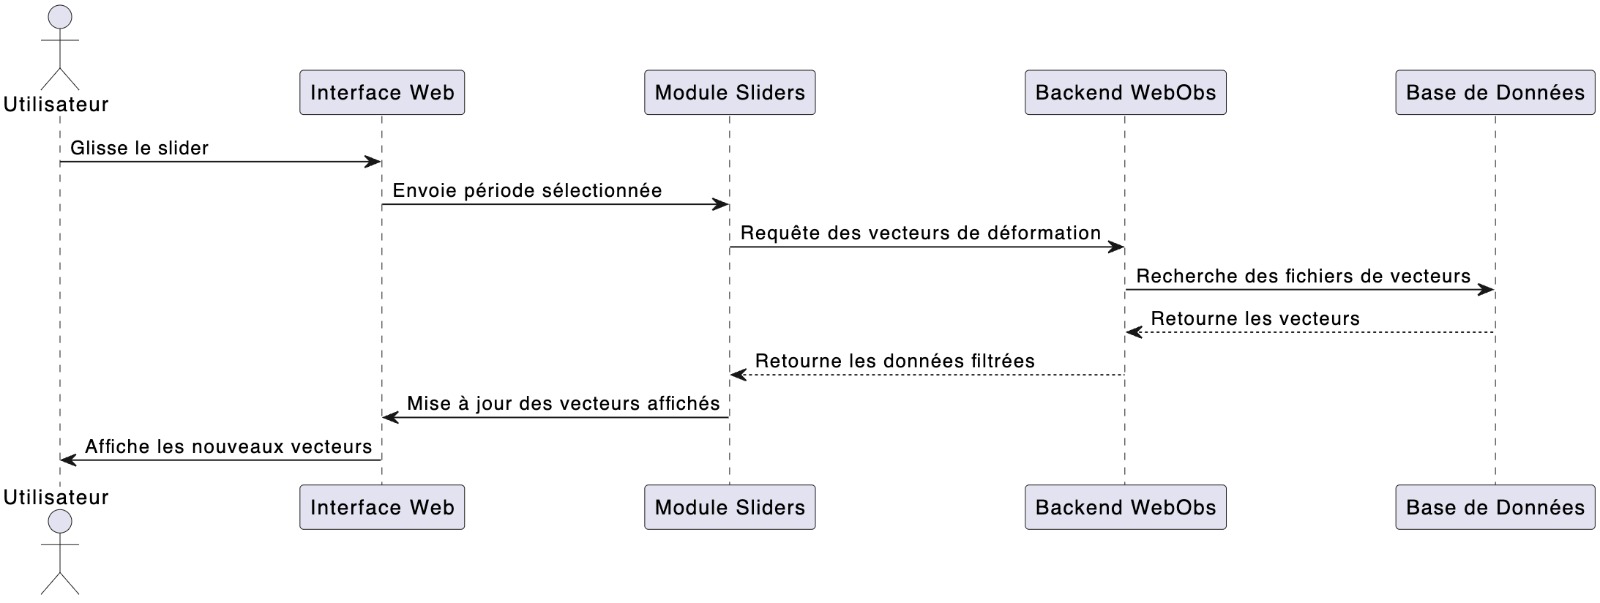 Utilisateur
Interface Web
Module Sliders
Backend WebObs
Base de Données
Glisse le slider
Envoie période sélectionnée
Requête des vecteurs de déformation
Recherche des fichiers de vecteurs
Retourne les vecteurs
Retourne les données filtrées
Mise à jour des vecteurs affichés
Affiche les nouveaux vecteurs
Utilisateur
Interface Web
Module Sliders
Backend WebObs
Base de Données